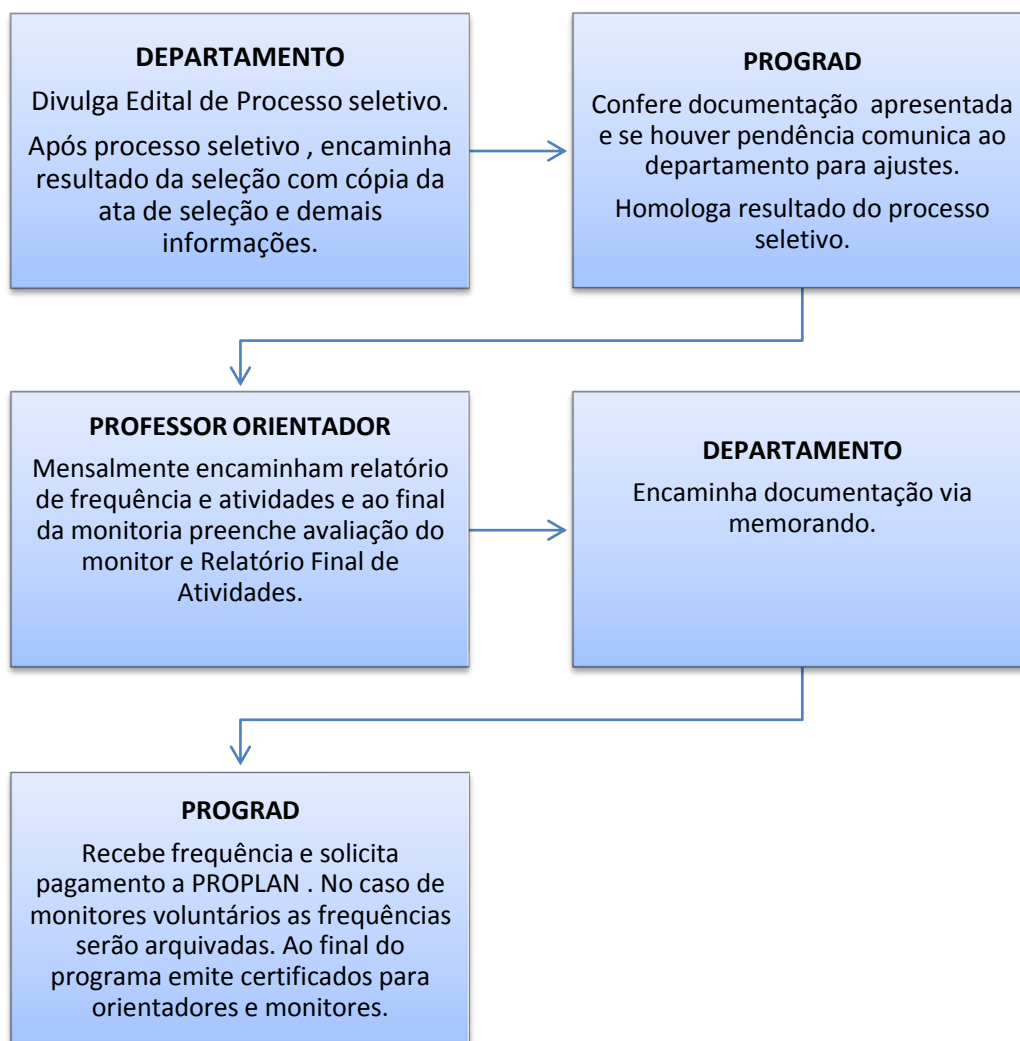 DEPARTAMENTO
Divulga Edital de Processo seletivo.
Após processo seletivo , encaminha
resultado da seleção com cópia da
ata de seleção e demais
informações.
PROGRAD
Confere documentação apresentada
e se houver pendência comunica ao
departamento para ajustes.
Homologa resultado do processo
seletivo.
PROFESSOR ORIENTADOR
Mensalmente encaminham relatório
de frequência e atividades e ao final
da monitoria preenche avaliação do
monitor e Relatório Final de
Atividades.
DEPARTAMENTO
Encaminha documentação via
memorando.
PROGRAD
Recebe frequência e solicita
pagamento a PROPLAN . No caso de
monitores voluntários as frequências
serão arquivadas. Ao final do
programa emite certificados para
orientadores e monitores.